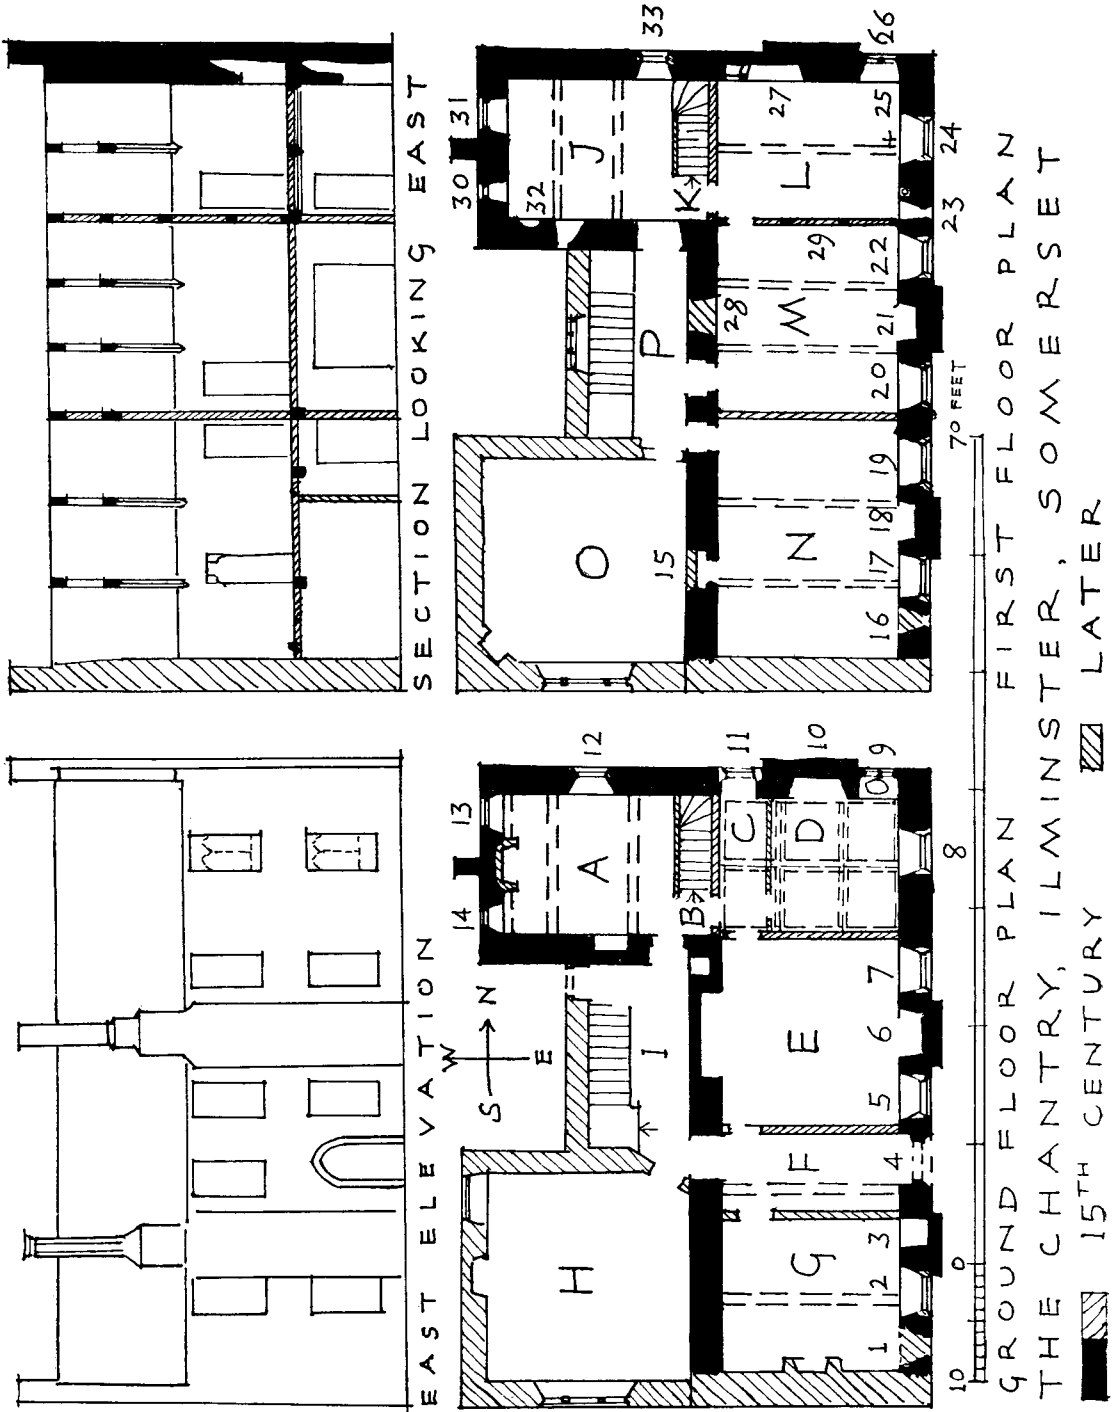 EAST ELEVATION
SECTION LOOKING EAST
14 13
12
H A
W
S N
E
I B
11
C
G F E D
10
1 2 3 4 5 6 7 8 9
30 31
32
J
33
O P K
15 28 27
N M L
29
16 17 18 19 20 21 22 23 24 25 26
10 0 70 FEET
GROUND FLOOR PLAN
FIRST FLOOR PLAN
THE CHANTRY, ILMINSTER, SOMERSET
15TH CENTURY
LATER